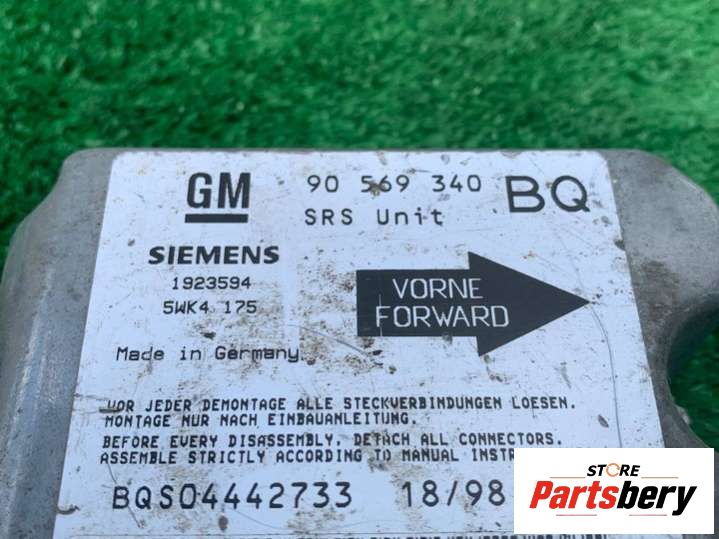 GM 90 569 340 BQ
SRS Unit
SIEMENS
1923594
5WK4 175
VORNE
FORWARD
Made in Germany
VOR JEDER DEMONTAGE ALLE STECKVERBINDUNGEN LOESEN.
MONTAGE NUR NACH EINBAUANLEITUNG.
BEFORE EVERY DISASSEMBLY, DETACH ALL CONNECTORS.
ASSEMBLE STRICTLY ACCORDING TO MANUAL INSTR
BQS04442733 18/98
STORE
Partsbery